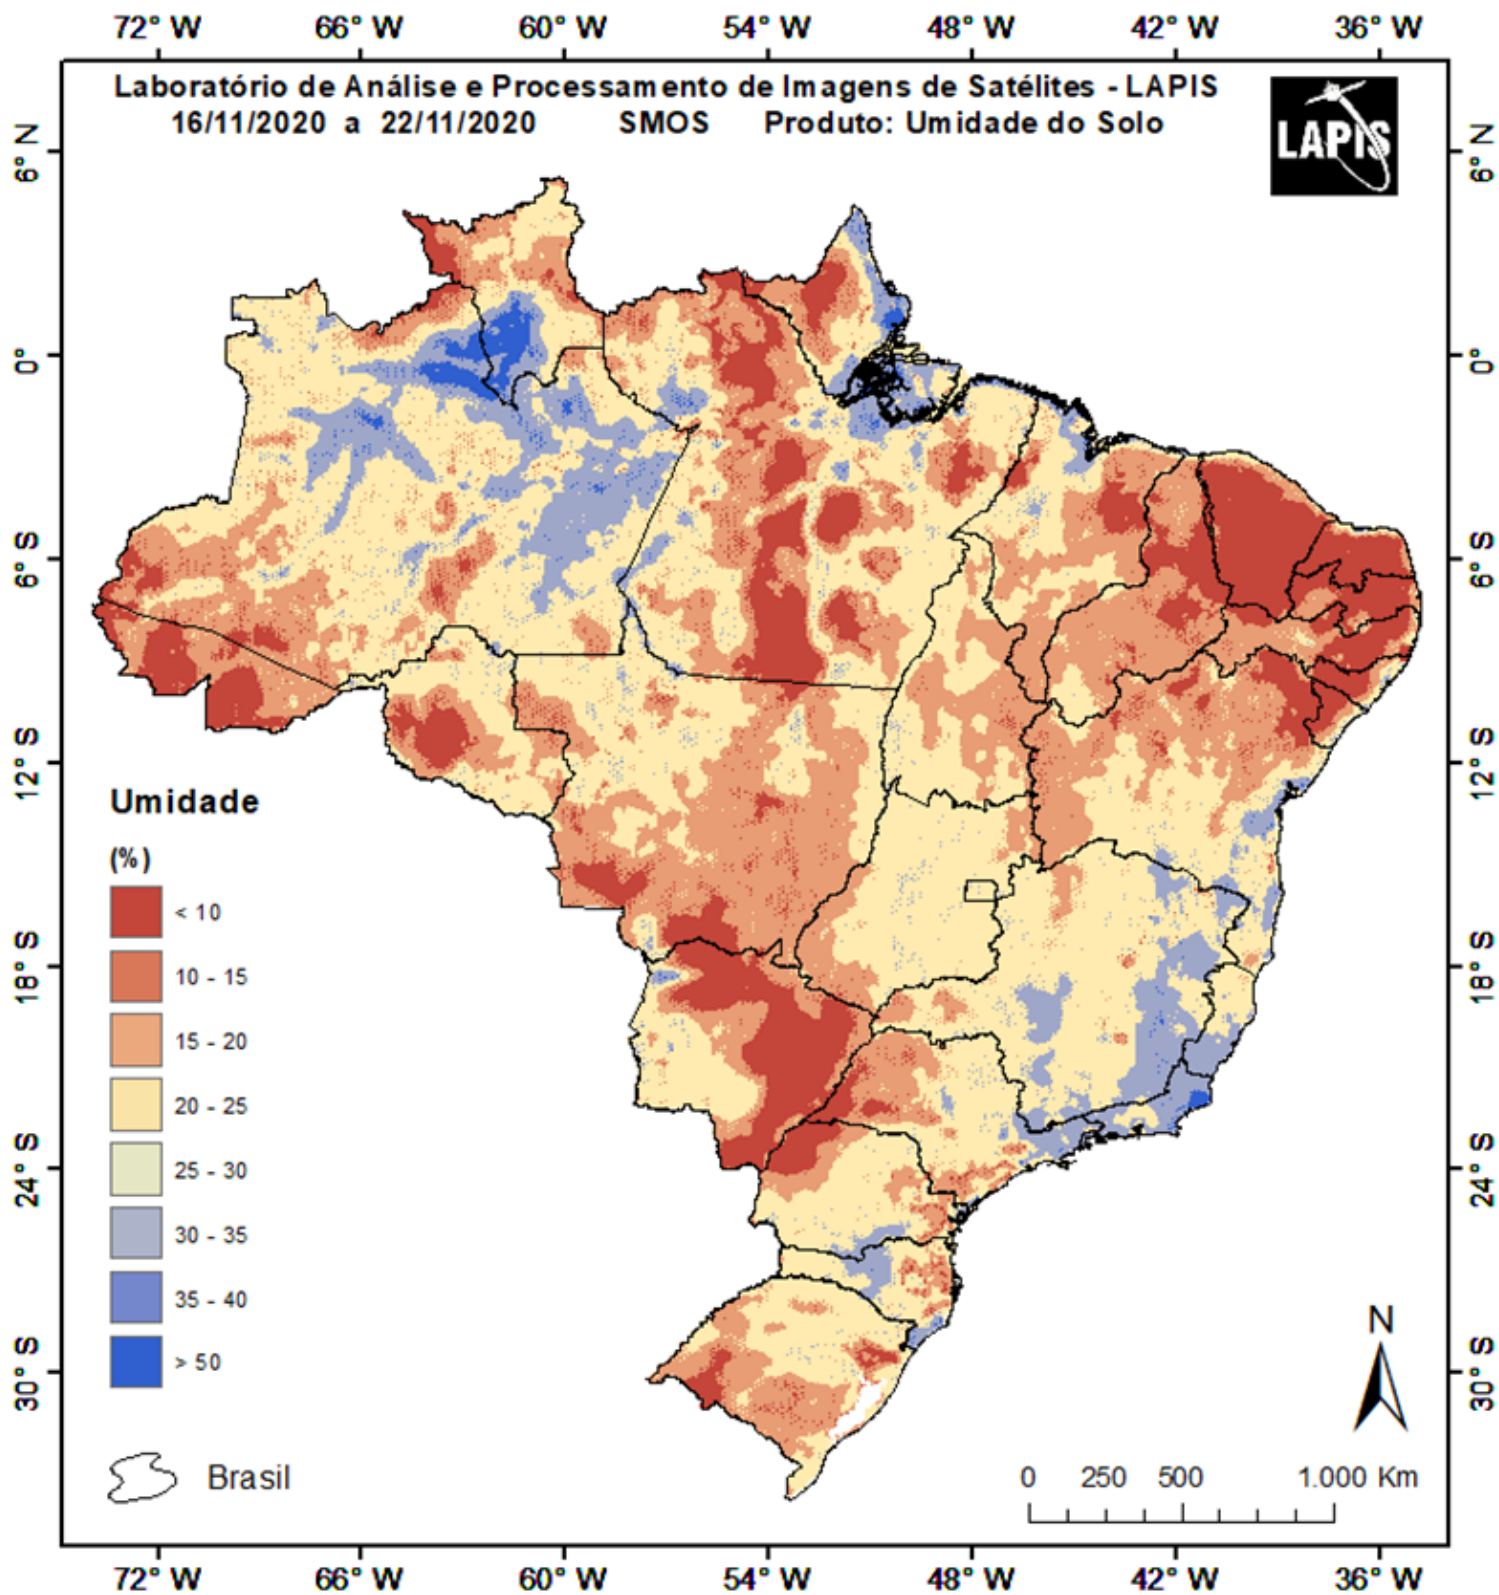 72° W 66° W 60° W 54° W 48° W 42° W 36° W
Laboratório de Análise e Processamento de Imagens de Satélites - LAPIS
16/11/2020 a 22/11/2020 SMOS Produto: Umidade do Solo
LAPIS
6° N 6° N
0° 0°
6° S 6° S
12° S 12° S
18° S 18° S
24° S 24° S
30° S 30° S
Umidade
(%)
< 10
10 - 15
15 - 20
20 - 25
25 - 30
30 - 35
35 - 40
> 50
Brasil
N
0 250 500 1.000 Km
72° W 66° W 60° W 54° W 48° W 42° W 36° W